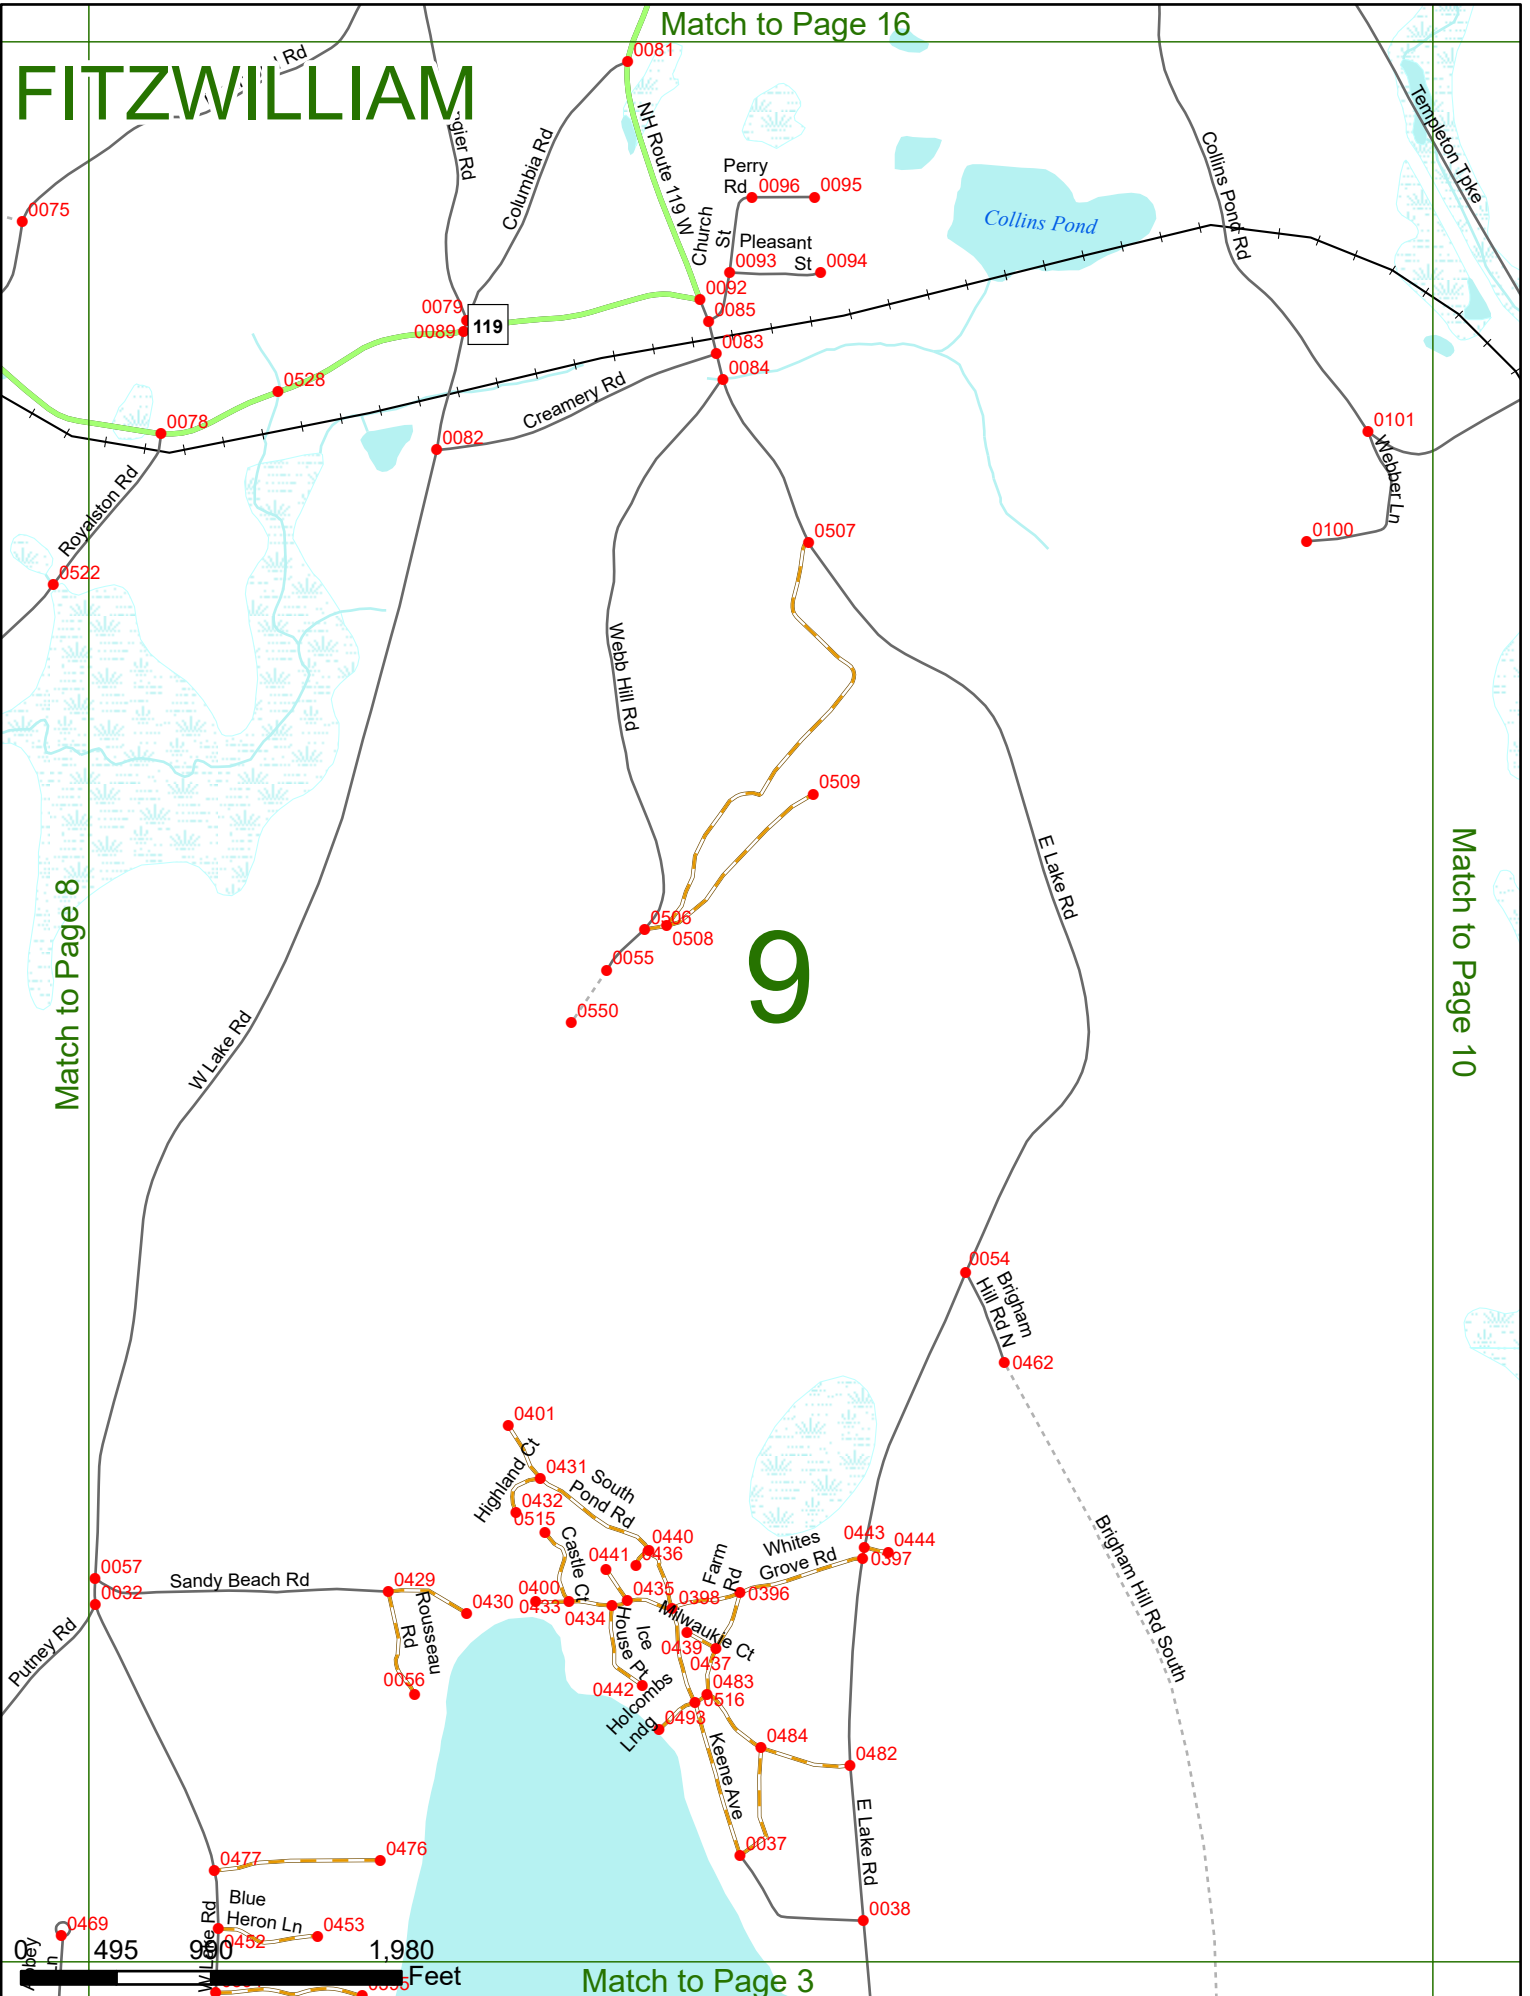 Match to Page 16
FITZWILLIAM
Rd
gier Rd
Columbia Rd
0081
NH Route 119 W
Perry
Rd
0096
0095
Church
St
Pleasant
St
0093
0094
0092
0085
0083
0084
0075
0079
0089
119
0528
0078
0082
Creamery Rd
Royalston Rd
0522
Collins Pond
Collins Pond Rd
Templeton Tpke
0101
Webber Ln
0100
0507
Webb Hill Rd
0509
0506
0508
0055
0550
9
E Lake Rd
Match to Page 8
Match to Page 10
W Lake Rd
0054
Brigham
Hill Rd N
0462
Brigham Hill Rd South
0401
Highland Ct
0431
0432
0515
South
Pond Rd
0440
0436
0441
Castle Ct
0400
0433
0434
0435
0398
Farm
Rd
Whites
Grove Rd
0443
0444
0397
0396
Milwaukie Ct
0439
0437
Ice
House Pt
0442
0483
0516
Holcombs
Lndg
0493
Keene Ave
0484
0482
0037
E Lake Rd
0038
0057
0032
Sandy Beach Rd
0429
0430
Rousseau
Rd
0056
Putney Rd
0477
0476
Blue
Heron Ln
0452
0453
W Lake Rd
0469
Ln
0
495
990
1,980
Feet
Match to Page 3